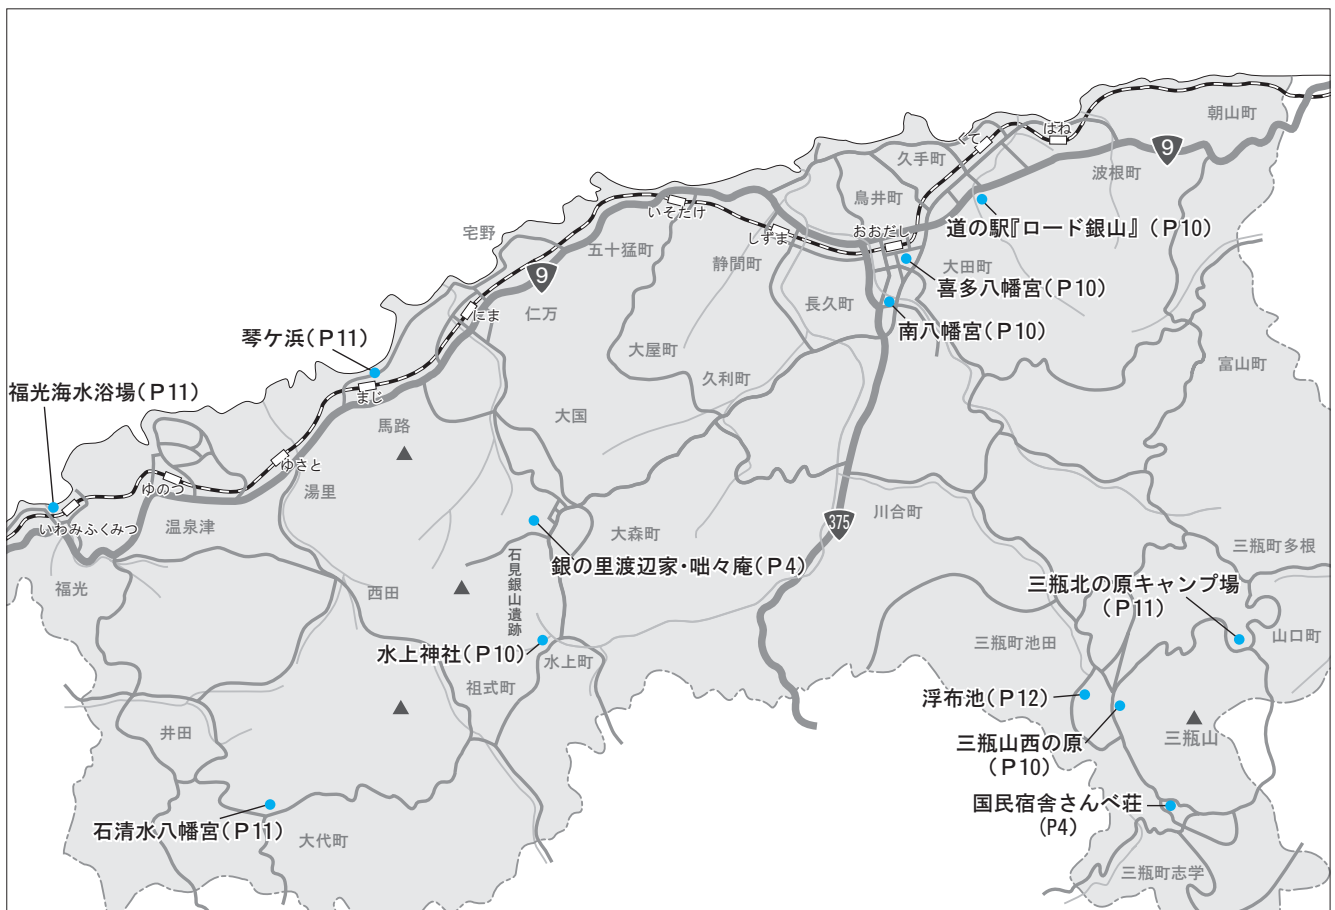 朝山町
はね
9
くて
久手町
波根町
鳥井町
いそたけ
宅野
おおだし
道の駅『ロード銀山』(P10)
しずま
五十猛町
静間町
大田町
9
喜多八幡宮(P10)
長久町
仁万
にま
南八幡宮(P10)
琴ケ浜(P11)
大屋町
富山町
久利町
福光海水浴場(P11)
まじ
大国
馬路
ゆさと
ゆのつ
湯里
川合町
375
いわみふくみつ
温泉津
大森町
三瓶町多根
銀の里渡辺家・咄々庵(P4)
石見銀山遺跡
三瓶北の原キャンプ場
(P11)
福光
西田
山口町
三瓶町池田
水上神社(P10)
水上町
祖式町
浮布池(P12)
井田
三瓶山
三瓶山西の原
(P10)
国民宿舎さんべ荘
(P4)
石清水八幡宮(P11)
大代町
三瓶町志学